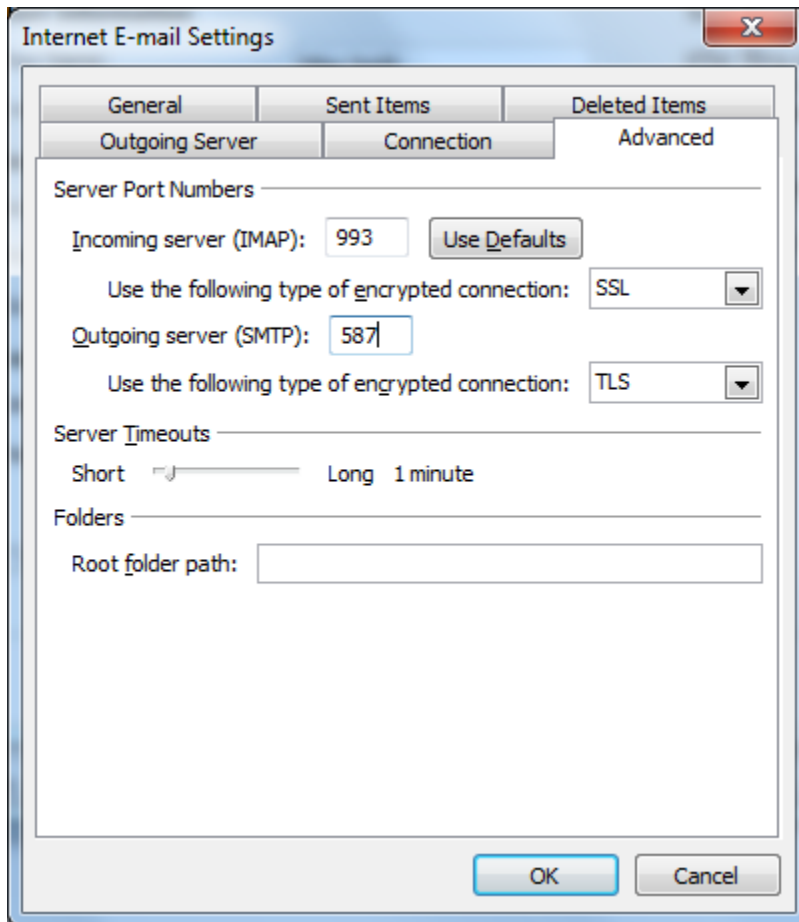 Internet E-mail Settings
General Sent Items Deleted Items
Outgoing Server Connection Advanced
Server Port Numbers
Incoming server (IMAP): 993 Use Defaults
Use the following type of encrypted connection: SSL
Outgoing server (SMTP): 587
Use the following type of encrypted connection: TLS
Server Timeouts
Short Long 1 minute
Folders
Root folder path:
OK Cancel